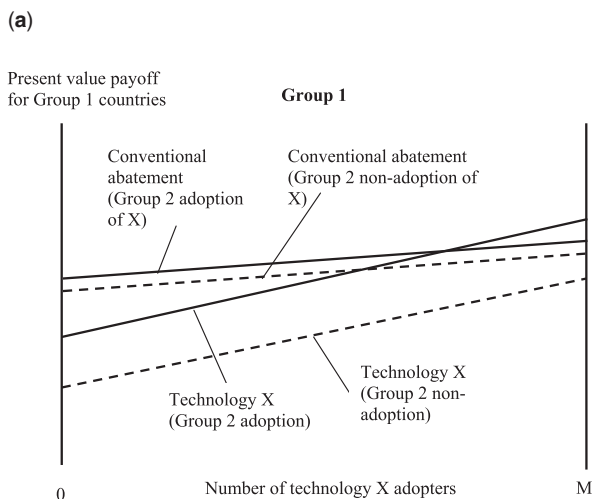 (a)
Present value payoff
for Group 1 countries
Group 1
Conventional
abatement
(Group 2 adoption
of X)
Conventional abatement
(Group 2 non-adoption of
X)
Technology X
(Group 2 adoption)
Technology X
(Group 2 non-
adoption)
0
Number of technology X adopters
M